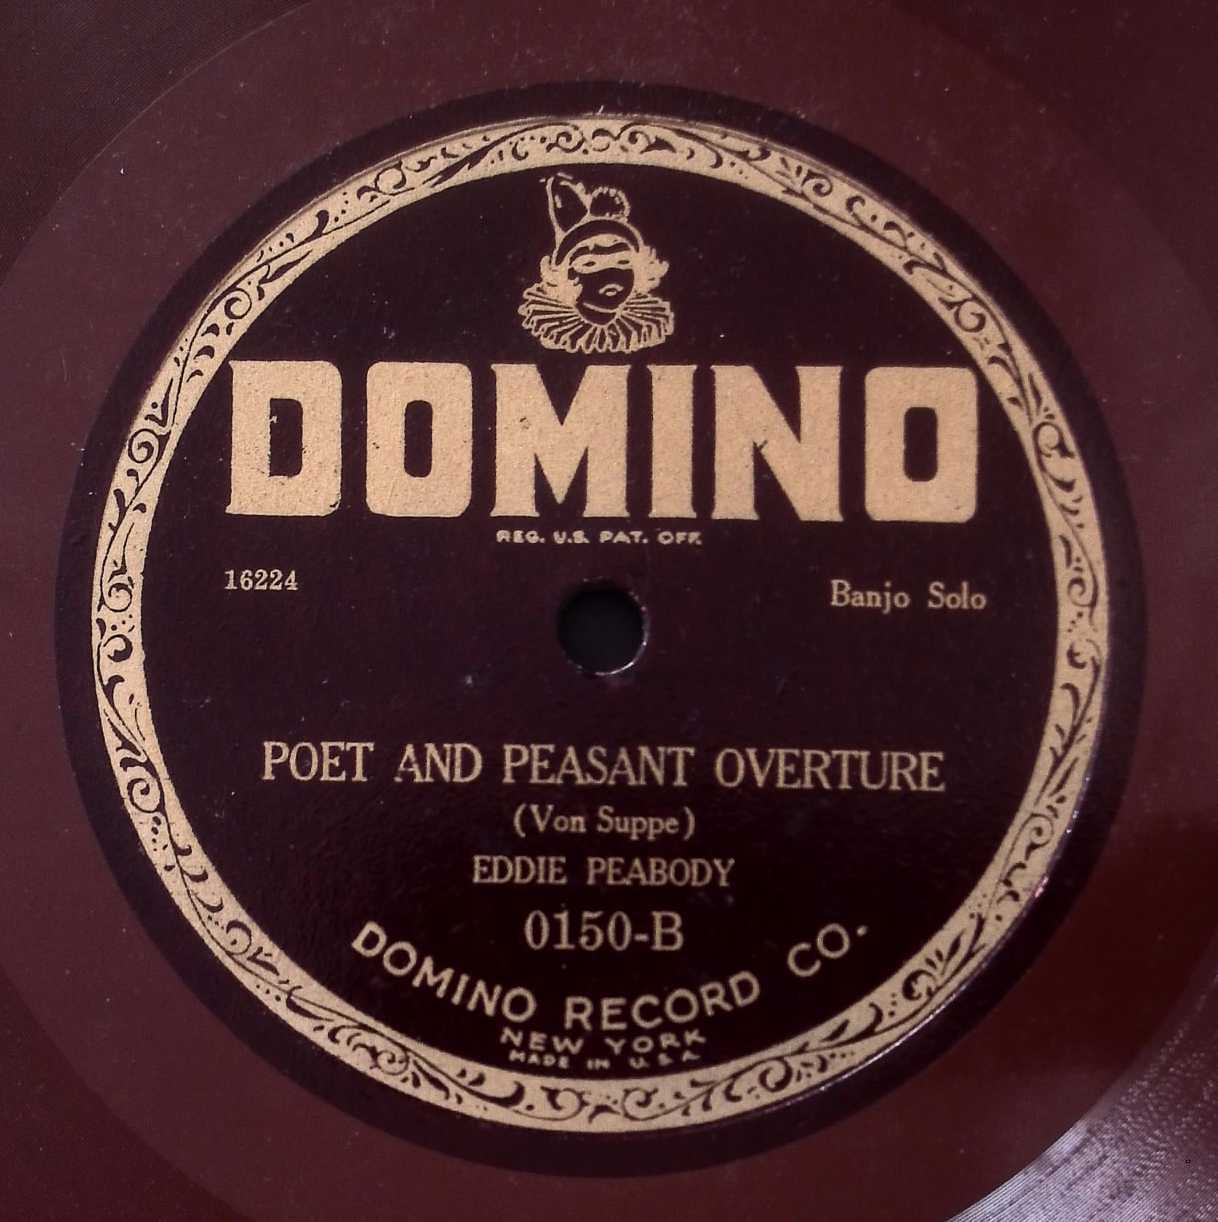 DOMINO
REG. U.S. PAT. OFF.
16224
Banjo Solo
POET AND PEASANT OVERTURE
(Von Suppe)
EDDIE PEABODY
0150-B
DOMINO RECORD CO.
NEW YORK
MADE IN U.S.A.